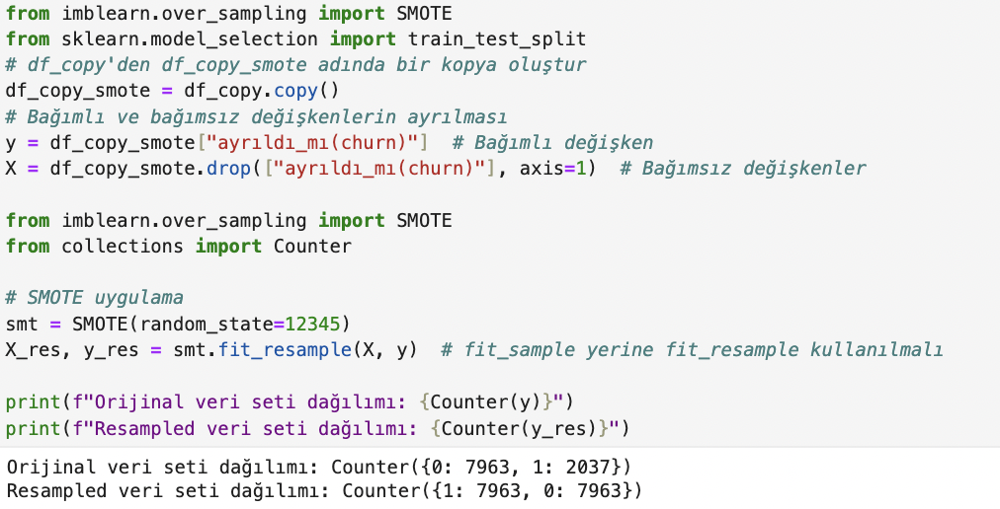 from imblearn.over_sampling import SMOTE
from sklearn.model_selection import train_test_split
# df_copy'den df_copy_smote adında bir kopya oluştur
df_copy_smote = df_copy.copy()
# Bağımlı ve bağımsız değişkenlerin ayrılması
y = df_copy_smote["ayrıldı_mı(churn)"]  # Bağımlı değişken
X = df_copy_smote.drop(["ayrıldı_mı(churn)"], axis=1)  # Bağımsız değişkenler

from imblearn.over_sampling import SMOTE
from collections import Counter

# SMOTE uygulama
smt = SMOTE(random_state=12345)
X_res, y_res = smt.fit_resample(X, y)  # fit_sample yerine fit_resample kullanılmalı

print(f"Orijinal veri seti dağılımı: {Counter(y)}")
print(f"Resampled veri seti dağılımı: {Counter(y_res)}")
Orijinal veri seti dağılımı: Counter({0: 7963, 1: 2037})
Resampled veri seti dağılımı: Counter({1: 7963, 0: 7963})